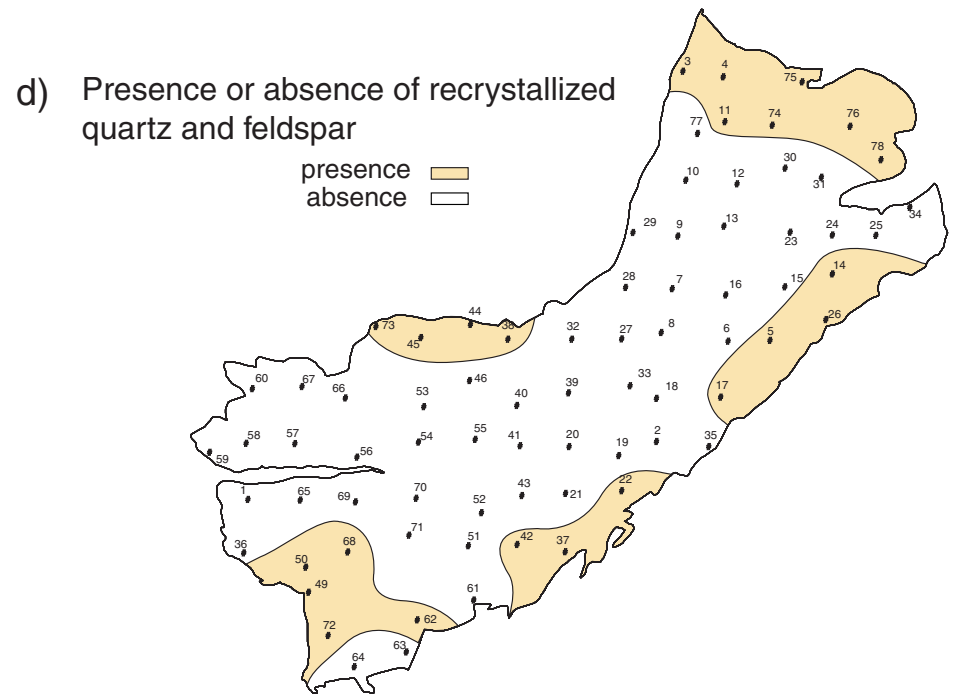 d) Presence or absence of recrystallized
quartz and feldspar
presence
absence
3 4 75
11 74 76
77
78
30
10 12 31
34
29 9 13 23 24 25
14
28 7 16 15
26
73 44 38 45
32 27 8 6 5
60 67 66 53 46 40 39 33 18 17
58 57 56 54 55 41 20 19 2 35
59
1 65 69 70 52 43 21 22
36 68 71 51 42 37
50
49 61
72 62
64 63